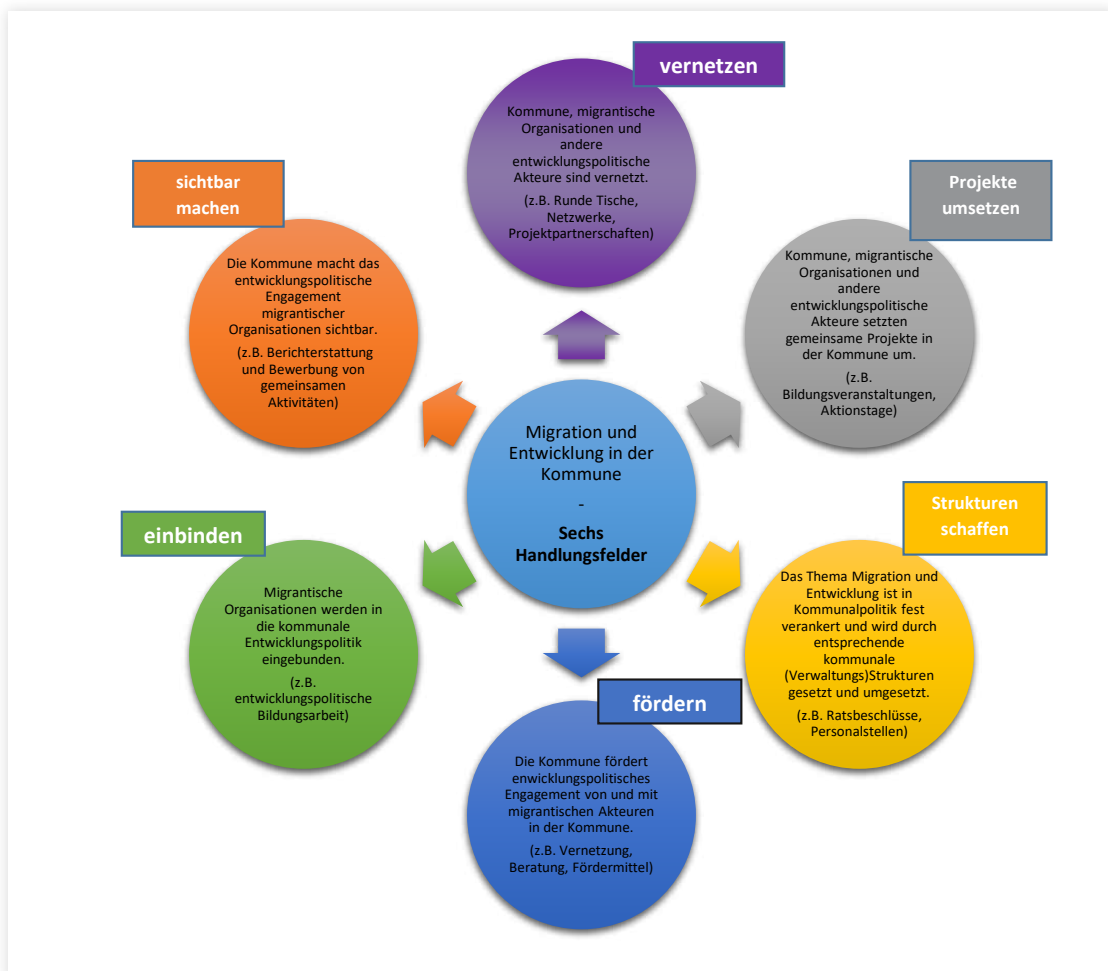 vernetzen
Kommune, migrantische
Organisationen und
andere
entwicklungspolitische
Akteure sind vernetzt.
(z.B. Runde Tische,
Netzwerke,
Projektpartnerschaften)
Projekte
umsetzen
Kommune, migrantische
Organisationen und
andere
entwicklungspolitische
Akteure setzten
gemeinsame Projekte in
der Kommune um.
(z.B.
Bildungsveranstaltungen,
Aktionstage)
Strukturen
schaffen
Das Thema Migration und
Entwicklung ist in
Kommunalpolitik fest
verankert und wird durch
entsprechende
kommunale
(Verwaltungs)Strukturen
gesetzt und umgesetzt.
(z.B. Ratsbeschlüsse,
Personalstellen)
fördern
Die Kommune fördert
enwicklungspolitisches
Engagement von und mit
migrantischen Akteuren
in der Kommune.
(z.B. Vernetzung,
Beratung, Fördermittel)
einbinden
Migrantische
Organisationen werden in
die kommunale
Entwicklungspolitik
eingebunden.
(z.B.
entwicklungspolitische
Bildungsarbeit)
sichtbar
machen
Die Kommune macht das
entwicklungspolitische
Engagement
migrantischer
Organisationen sichtbar.
(z.B. Berichterstattung
und Bewerbung von
gemeinsamen
Aktivitäten)
Migration und
Entwicklung in der
Kommune
-
Sechs
Handlungsfelder